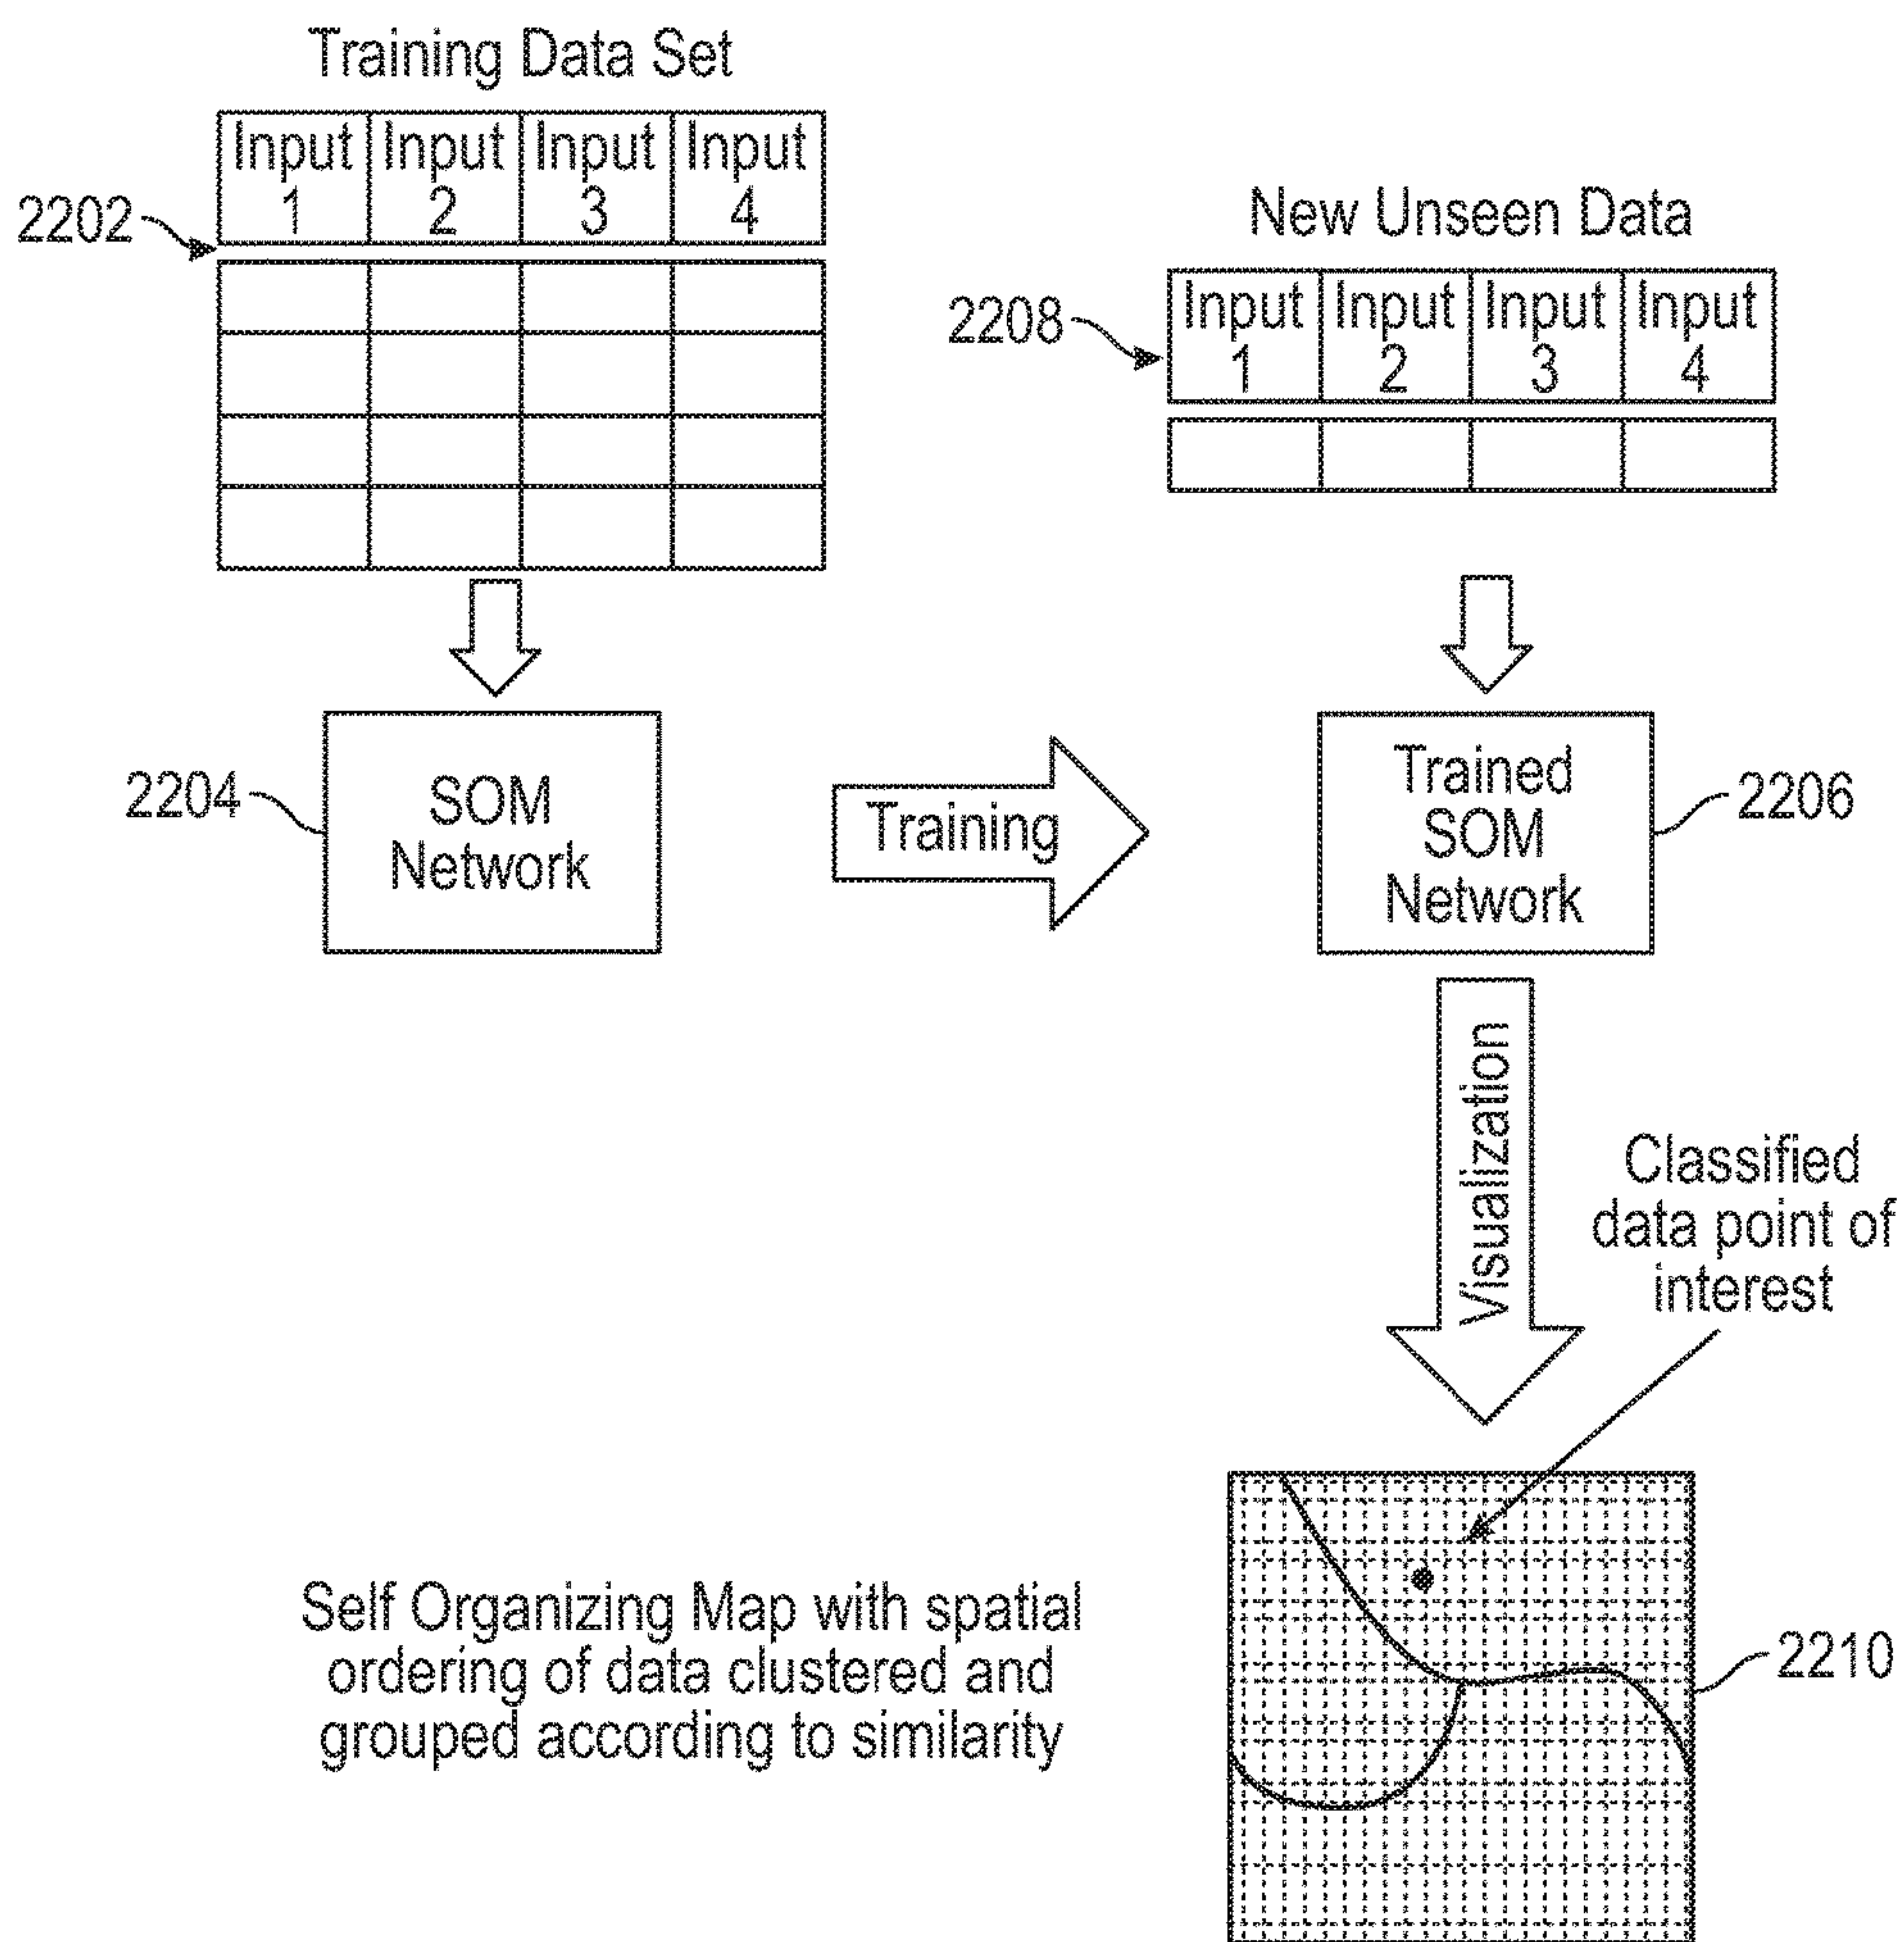 Training Data Set
Input Input Input Input
1 2 3 4
2202
New Unseen Data
2208
Input Input Input Input
1 2 3 4
2204
SOM
Network
Training
Trained
SOM
Network
2206
Visualization
Classified
data point of
interest
Self Organizing Map with spatial
ordering of data clustered and
grouped according to similarity
2210